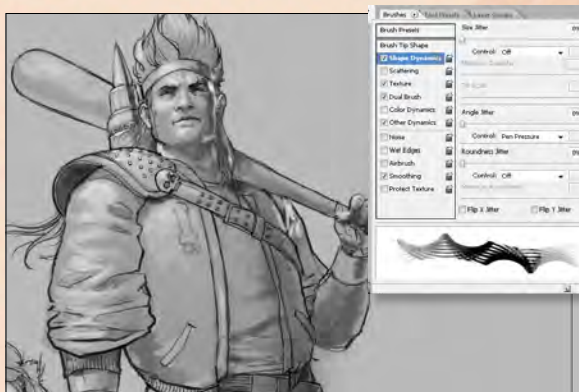 Brushes
Brush Presets
Brush Tip Shape
Shape Dynamics
Scattering
Texture
Dual Brush
Color Dynamics
Other Dynamics
Noise
Wet Edges
Airbrush
Smoothing
Protect Texture
Size Jitter
Control: Off
Angle Jitter
Control: Pen Pressure
Roundness Jitter
Control: Off
Flip X Jitter Flip Y Jitter